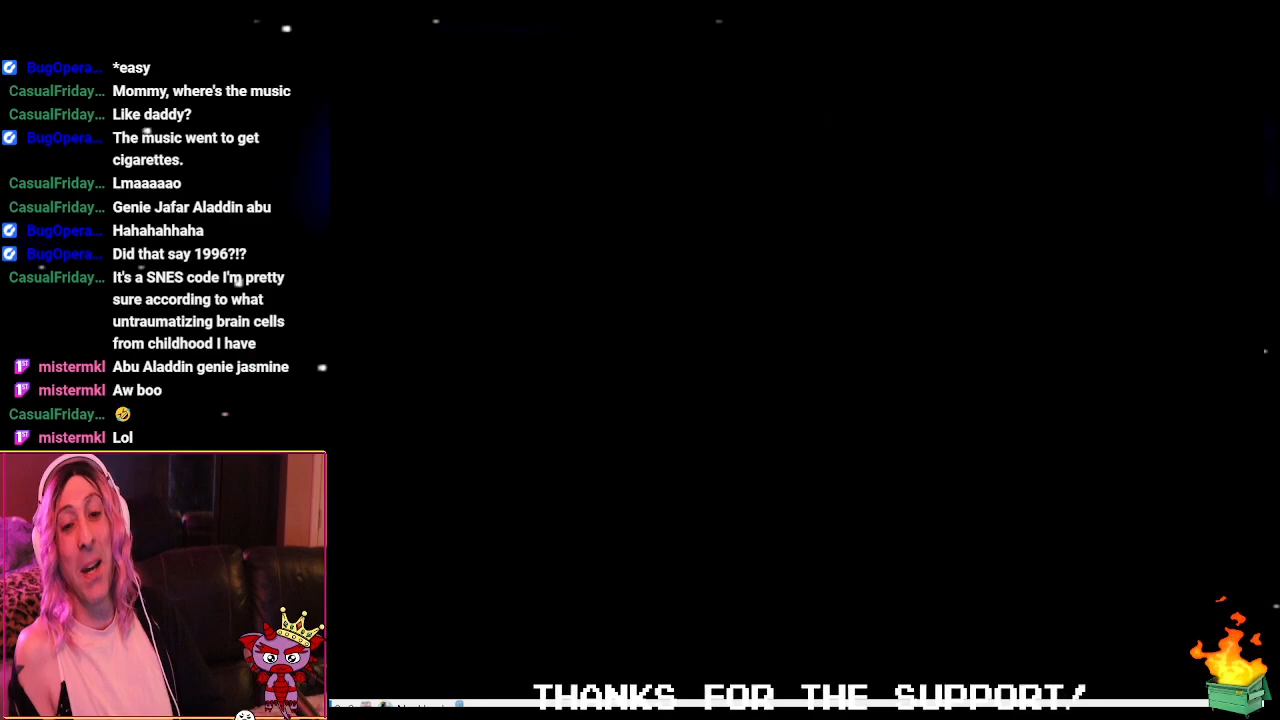 BugOpera... *easy
CasualFriday... Mommy, where's the music
CasualFriday... Like daddy?
BugOpera... The music went to get
cigarettes.
CasualFriday... Lmaaaaao
CasualFriday... Genie Jafar Aladdin abu
BugOpera... Hahahahhaha
BugOpera... Did that say 1996?!?
CasualFriday... It's a SNES code I'm pretty
sure according to what
untraumatizing brain cells
from childhood I have
1ST mistermkl Abu Aladdin genie jasmine
1ST mistermkl Aw boo
CasualFriday... 🤣
1ST mistermkl Lol
THANKS FOR THE SUPPORT!